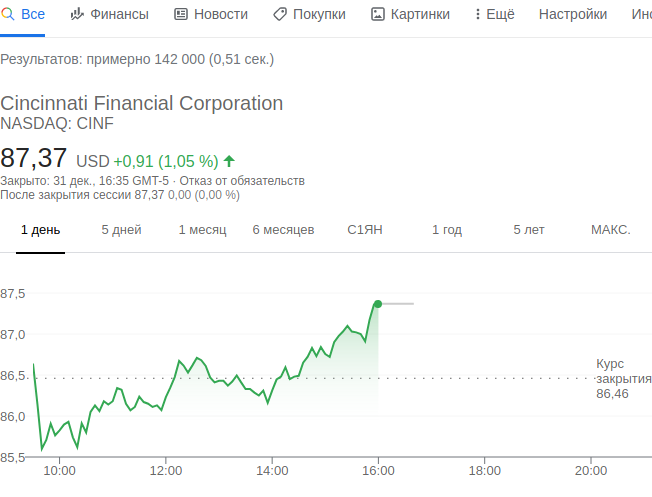 Все Финансы Новости Покупки Картинки Ещё Настройки Инс
Результатов: примерно 142 000 (0,51 сек.)
Cincinnati Financial Corporation
NASDAQ: CINF
87,37 USD +0,91 (1,05 %)
Закрыто: 31 дек., 16:35 GMT-5 · Отказ от обязательств
После закрытия сессии 87,37 0,00 (0,00 %)
1 день 5 дней 1 месяц 6 месяцев С1ЯН 1 год 5 лет МАКС.
87,5
87,0
86,5
86,0
85,5
Курс
закрытия
86,46
10:00 12:00 14:00 16:00 18:00 20:00